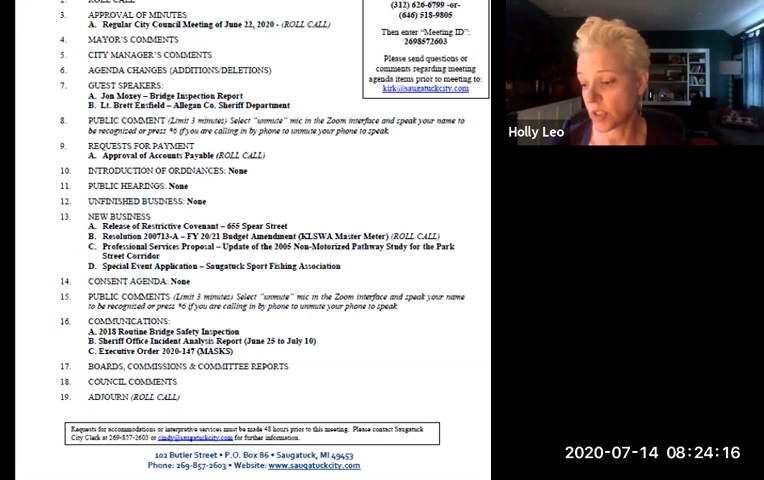 3. APPROVAL OF MINUTES
A. Regular City Council Meeting of June 22, 2020 - (ROLL CALL)
4. MAYOR'S COMMENTS
5. CITY MANAGER'S COMMENTS
6. AGENDA CHANGES (ADDITIONS/DELETIONS)
7. GUEST SPEAKERS:
A. Jon Moxey – Bridge Inspection Report
B. Lt. Brett Ensfield – Allegan Co. Sheriff Department
8. PUBLIC COMMENT (Limit 3 minutes) Select "unmute" mic in the Zoom interface and speak your name to
be recognized or press *6 if you are calling in by phone to unmute your phone to speak.
9. REQUESTS FOR PAYMENT
A. Approval of Accounts Payable (ROLL CALL)
10. INTRODUCTION OF ORDINANCES: None
11. PUBLIC HEARINGS: None
12. UNFINISHED BUSINESS: None
13. NEW BUSINESS
A. Release of Restrictive Covenant – 655 Spear Street
B. Resolution 200713-A – FY 20/21 Budget Amendment (KLSWA Master Meter) (ROLL CALL)
C. Professional Services Proposal – Update of the 2005 Non-Motorized Pathway Study for the Park
Street Corridor
D. Special Event Application – Saugatuck Sport Fishing Association
14. CONSENT AGENDA: None
15. PUBLIC COMMENTS (Limit 3 minutes) Select "unmute" mic in the Zoom interface and speak your name
to be recognized or press *6 if you are calling in by phone to unmute your phone to speak.
16. COMMUNICATIONS:
A. 2018 Routine Bridge Safety Inspection
B. Sheriff Office Incident Analysis Report (June 25 to July 10)
C. Executive Order 2020-147 (MASKS)
17. BOARDS, COMMISSIONS & COMMITTEE REPORTS
18. COUNCIL COMMENTS
19. ADJOURN (ROLL CALL)
(312) 626-6799 -or-
(646) 518-9805
Then enter "Meeting ID":
2698572603
Please send questions or
comments regarding meeting
agenda items prior to meeting to:
kirk@saugatuckcity.com
Requests for accommodations or interpretive services must be made 48 hours prior to this meeting. Please contact Saugatuck
City Clerk at 269-857-2603 or cindy@saugatuckcity.com for further information.
102 Butler Street • P.O. Box 86 • Saugatuck, MI 49453
Phone: 269-857-2603 • Website: www.saugatuckcity.com
Holly Leo
2020-07-14 08:24:16